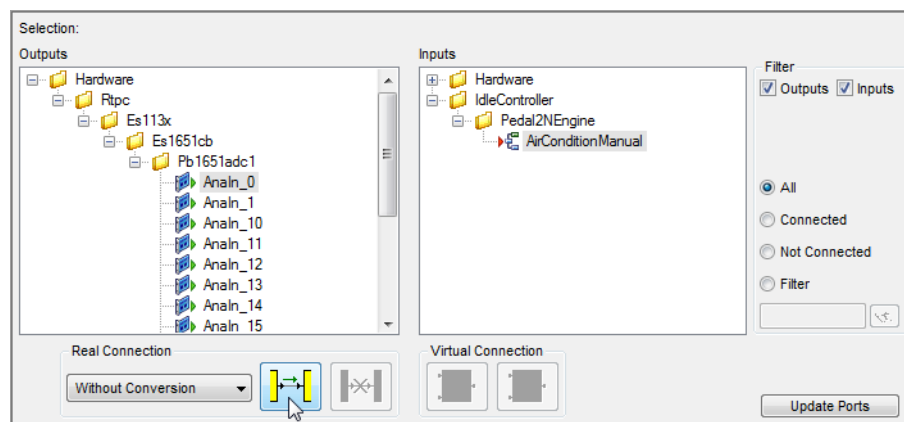 Selection:
Outputs
Inputs
Filter
Hardware
Rtpc
Es113x
Es1651cb
Pb1651adc1
AnaIn_0
AnaIn_1
AnaIn_10
AnaIn_11
AnaIn_12
AnaIn_13
AnaIn_14
AnaIn_15
Hardware
IdleController
Pedal2NEngine
AirConditionManual
Outputs Inputs
All
Connected
Not Connected
Filter
Real Connection
Without Conversion
Virtual Connection
Update Ports